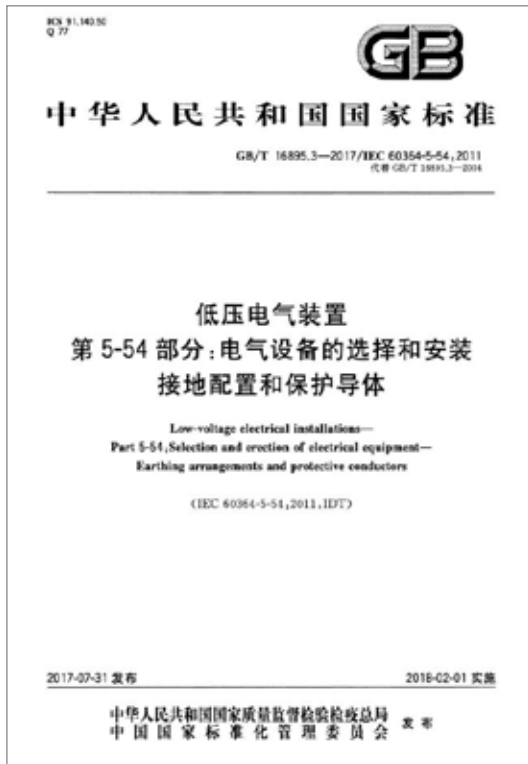 ICS 91.140.50
Q 77
GB
中华人民共和国国家标准
GB/T 16895.3—2017/IEC 60364-5-54:2011
代替 GB/T 16895.3—2004
低压电气装置
第 5-54 部分:电气设备的选择和安装
接地配置和保护导体
Low-voltage electrical installations—
Part 5-54:Selection and erection of electrical equipment—
Earthing arrangements and protective conductors
(IEC 60364-5-54:2011,IDT)
2017-07-31 发布
2018-02-01 实施
中华人民共和国国家质量监督检验检疫总局
中国国家标准化管理委员会
发布